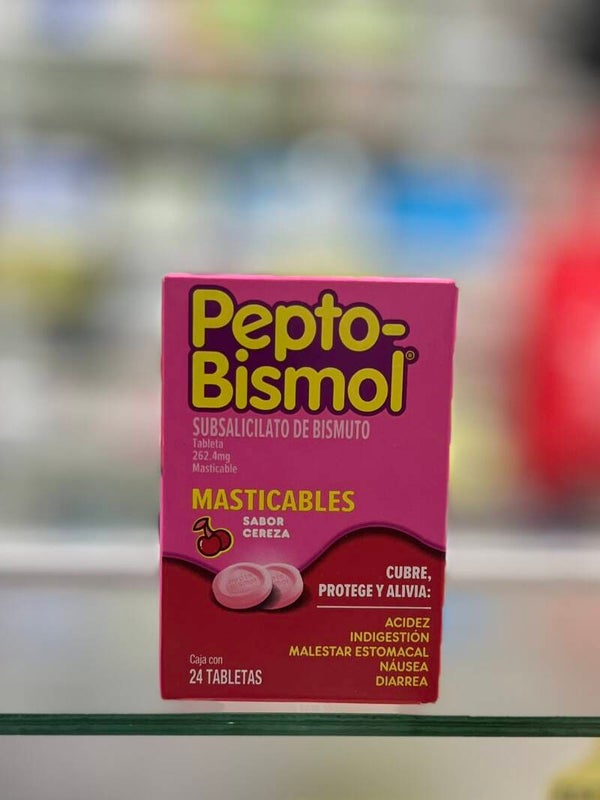 Pepto-
Bismol®
SUBSALICILATO DE BISMUTO
Tableta
262.4mg
Masticable
MASTICABLES
SABOR
CEREZA
CUBRE,
PROTEGE Y ALIVIA:
ACIDEZ
INDIGESTIÓN
MALESTAR ESTOMACAL
NÁUSEA
DIARREA
Caja con
24 TABLETAS